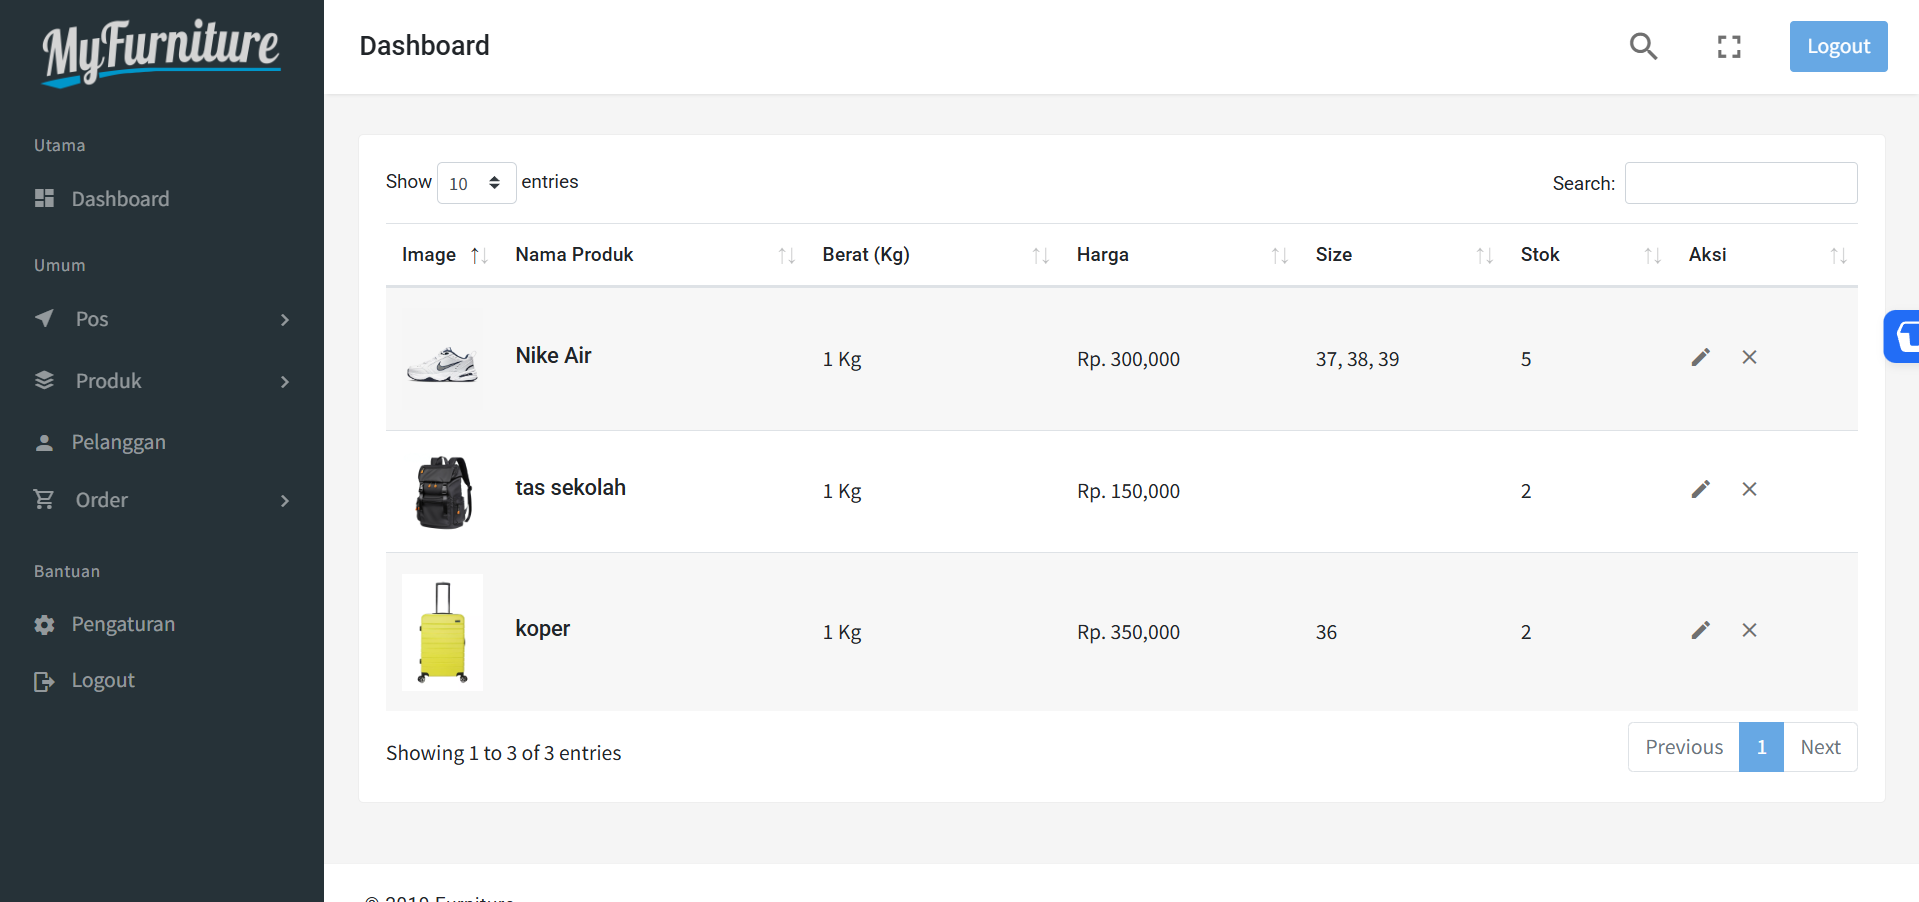 MyFurniture
Utama
Dashboard
Umum
Pos
Produk
Pelanggan
Order
Bantuan
Pengaturan
Logout
Dashboard
Logout
Show 10 entries
Search:
Image Nama Produk Berat (Kg) Harga Size Stok Aksi
Nike Air 1 Kg Rp. 300,000 37, 38, 39 5
tas sekolah 1 Kg Rp. 150,000 2
koper 1 Kg Rp. 350,000 36 2
Showing 1 to 3 of 3 entries
Previous 1 Next
© 2019 Furniture